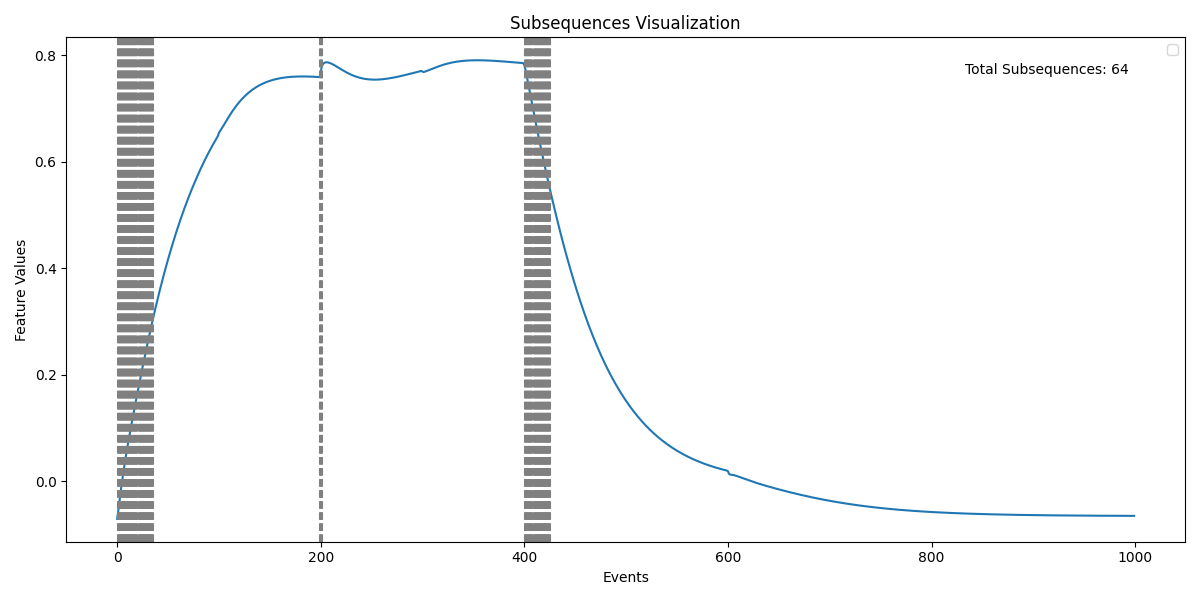 Subsequences Visualization
Total Subsequences: 64
Feature Values
0.8
0.6
0.4
0.2
0.0
0 200 400 600 800 1000
Events